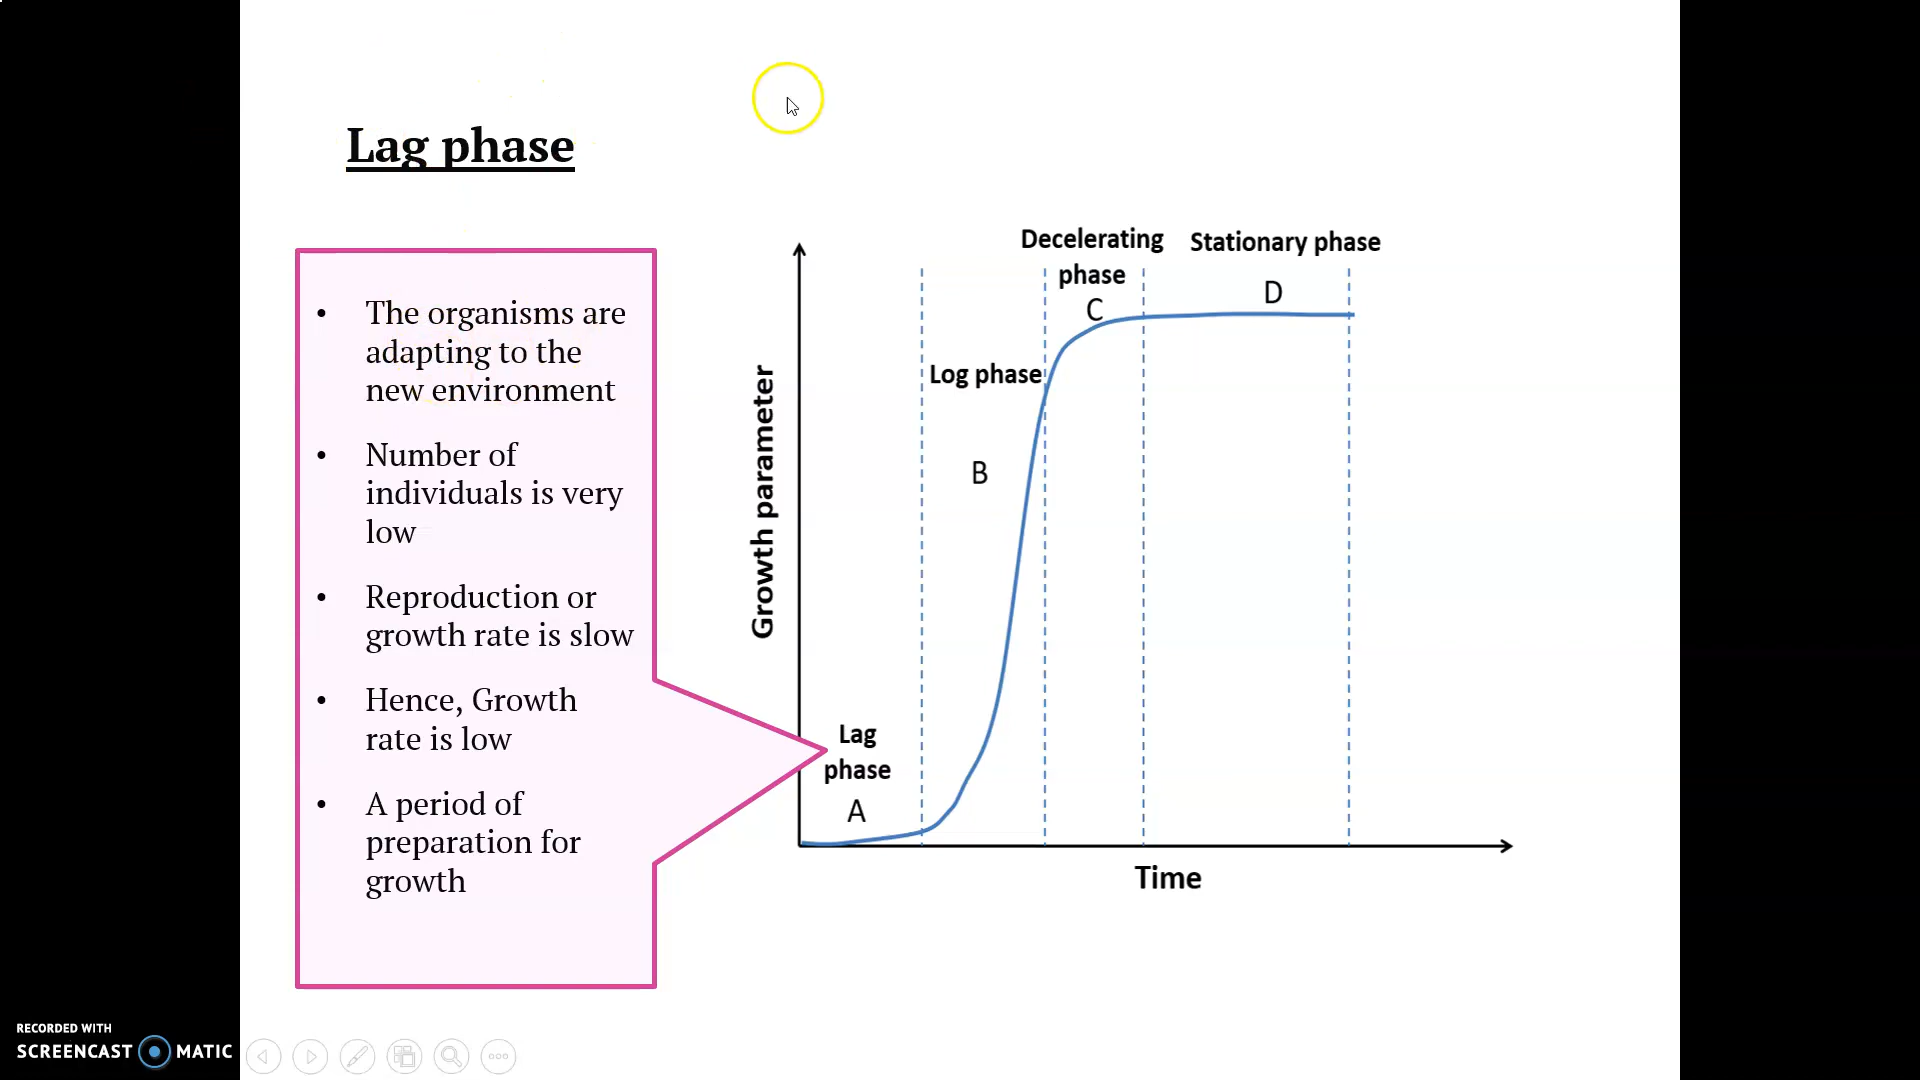 Lag phase
• The organisms are
adapting to the
new environment
• Number of
individuals is very
low
• Reproduction or
growth rate is slow
• Hence, Growth
rate is low
• A period of
preparation for
growth
Decelerating
phase
C
Stationary phase
D
Log phase
B
Growth parameter
Lag
phase
A
Time
RECORDED WITH
SCREENCAST MATIC